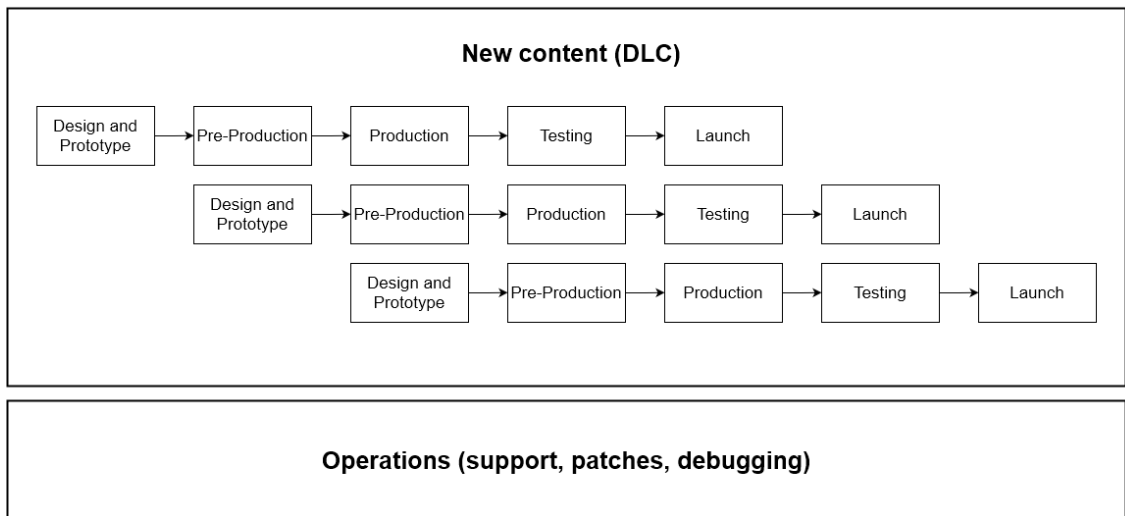 New content (DLC)
Design and
Prototype
Pre-Production
Production
Testing
Launch
Design and
Prototype
Pre-Production
Production
Testing
Launch
Design and
Prototype
Pre-Production
Production
Testing
Launch
Operations (support, patches, debugging)